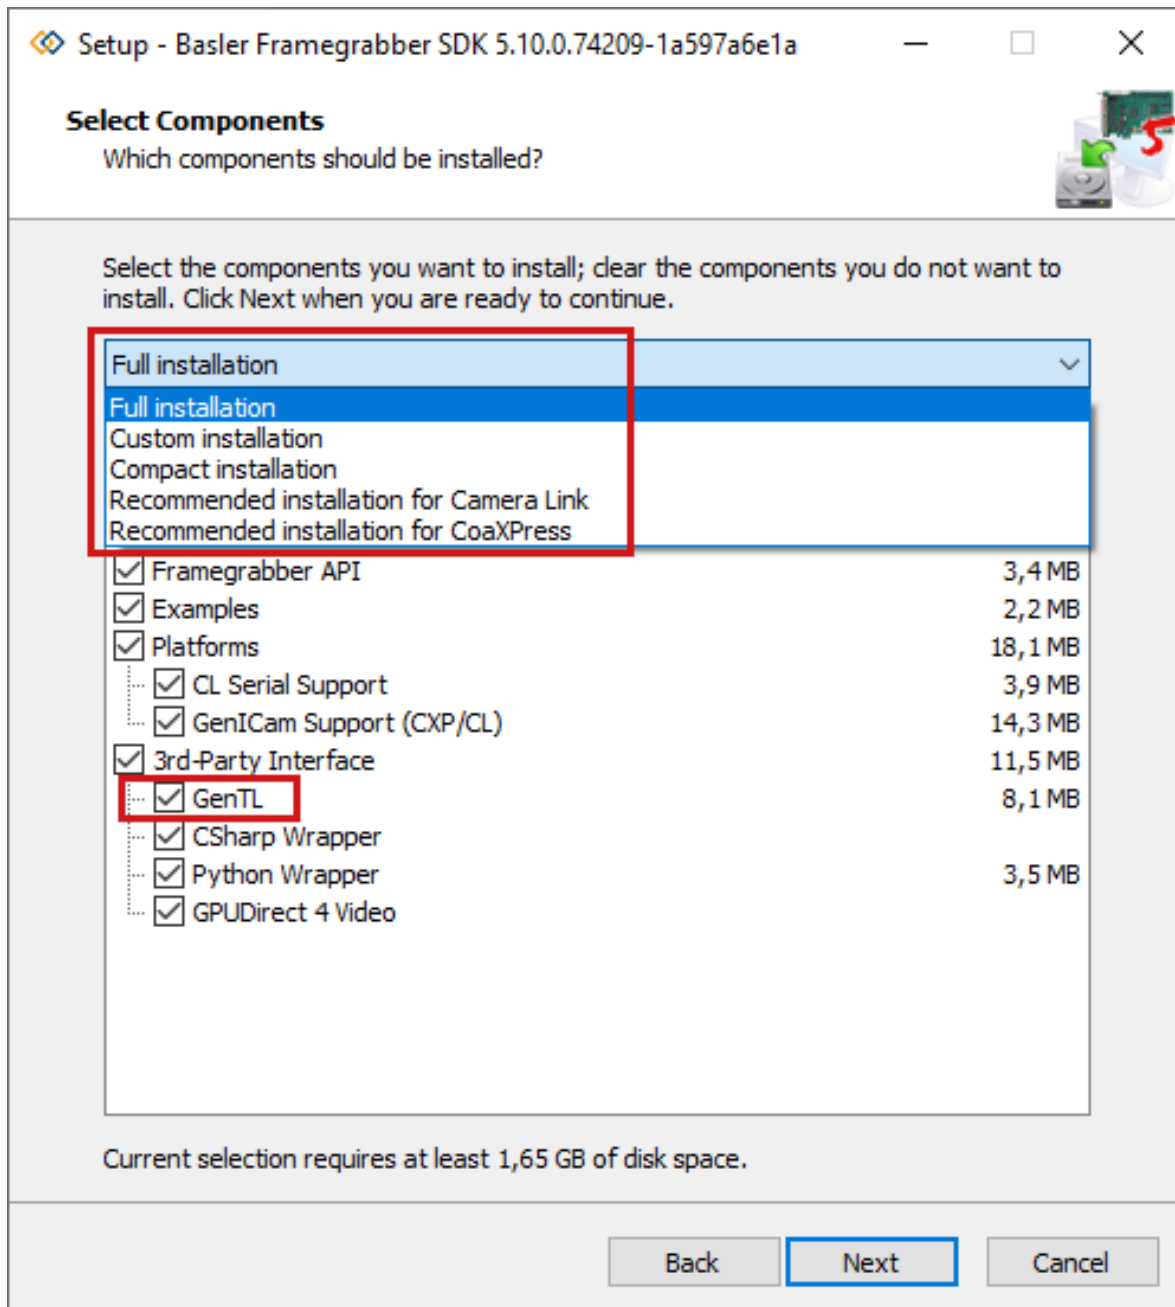 Setup - Basler Framegrabber SDK 5.10.0.74209-1a597a6e1a
Select Components
Which components should be installed?
5
Select the components you want to install; clear the components you do not want to
install. Click Next when you are ready to continue.
Full installation
Full installation
Custom installation
Compact installation
Recommended installation for Camera Link
Recommended installation for CoaXPress
Framegrabber API 3,4 MB
Examples 2,2 MB
Platforms 18,1 MB
CL Serial Support 3,9 MB
GenICam Support (CXP/CL) 14,3 MB
3rd-Party Interface 11,5 MB
GenTL 8,1 MB
CSharp Wrapper
Python Wrapper 3,5 MB
GPUDirect 4 Video
Current selection requires at least 1,65 GB of disk space.
Back Next Cancel